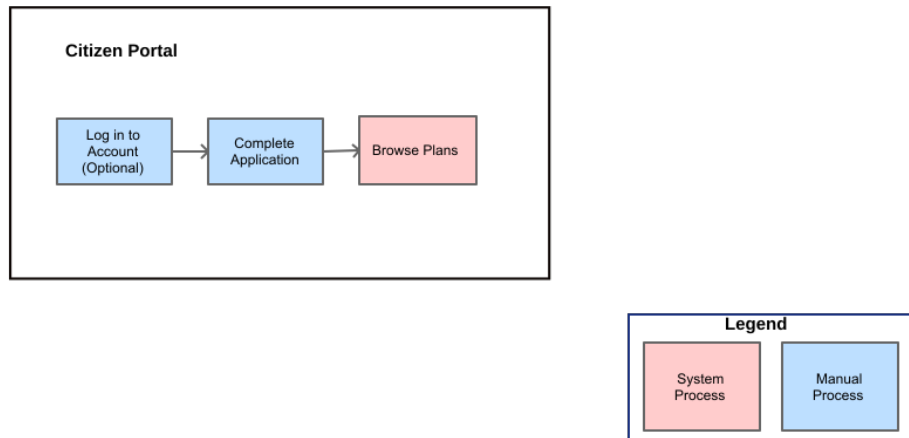 Citizen Portal
Log in to
Account
(Optional)
Complete
Application
Browse Plans
Legend
System
Process
Manual
Process